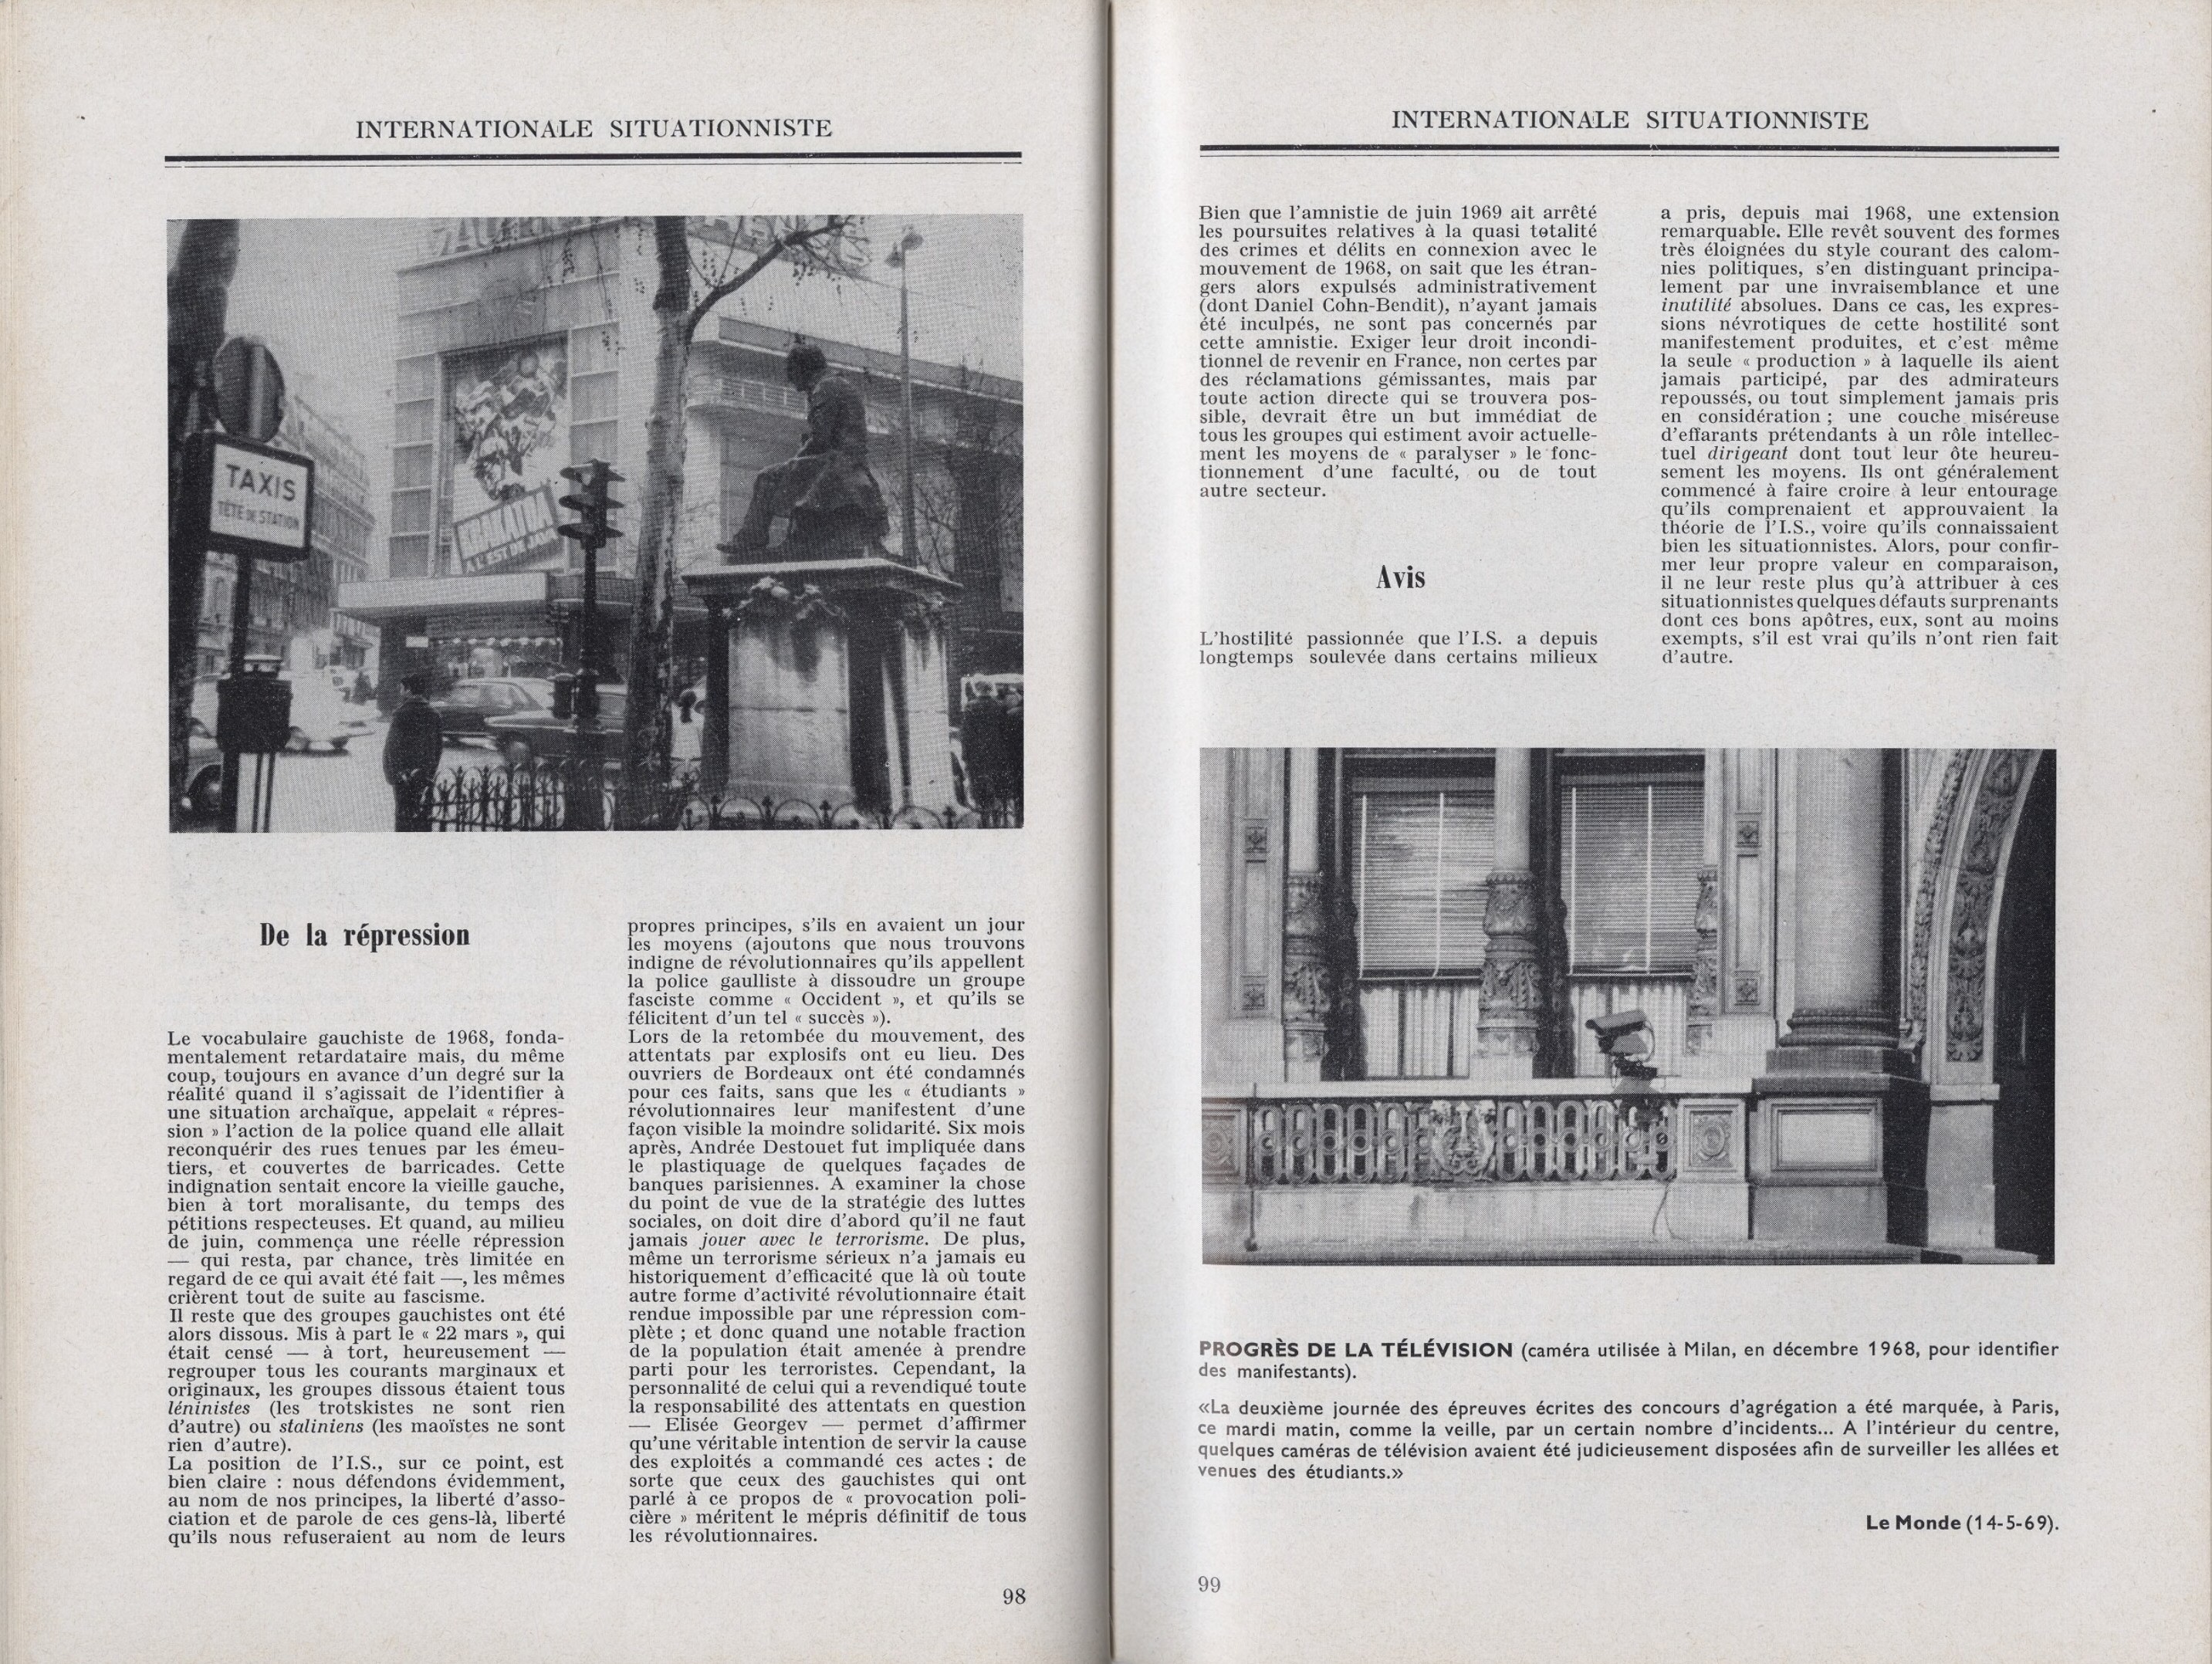 INTERNATIONALE SITUATIONNISTE
TAXIS
TÊTE DE STATION
KRAKATOA
A L'EST DE JAVA
De la répression
Le vocabulaire gauchiste de 1968, fonda-
mentalement retardataire mais, du même
coup, toujours en avance d'un degré sur la
réalité quand il s'agissait de l'identifier à
une situation archaïque, appelait « répres-
sion » l'action de la police quand elle allait
reconquérir des rues tenues par les émeu-
tiers, et couvertes de barricades. Cette
indignation sentait encore la vieille gauche,
bien à tort moralisante, du temps des
pétitions respecteuses. Et quand, au milieu
de juin, commença une réelle répression
— qui resta, par chance, très limitée en
regard de ce qui avait été fait —, les mêmes
crièrent tout de suite au fascisme.
Il reste que des groupes gauchistes ont été
alors dissous. Mis à part le « 22 mars », qui
était censé — à tort, heureusement —
regrouper tous les courants marginaux et
originaux, les groupes dissous étaient tous
léninistes (les trotskistes ne sont rien
d'autre) ou staliniens (les maoïstes ne sont
rien d'autre).
La position de l'I.S., sur ce point, est
bien claire : nous défendons évidemment,
au nom de nos principes, la liberté d'asso-
ciation et de parole de ces gens-là, liberté
qu'ils nous refuseraient au nom de leurs
propres principes, s'ils en avaient un jour
les moyens (ajoutons que nous trouvons
indigne de révolutionnaires qu'ils appellent
la police gaulliste à dissoudre un groupe
fasciste comme « Occident », et qu'ils se
félicitent d'un tel « succès »).
Lors de la retombée du mouvement, des
attentats par explosifs ont eu lieu. Des
ouvriers de Bordeaux ont été condamnés
pour ces faits, sans que les « étudiants »
révolutionnaires leur manifestent d'une
façon visible la moindre solidarité. Six mois
après, Andrée Destouet fut impliquée dans
le plastiquage de quelques façades de
banques parisiennes. A examiner la chose
du point de vue de la stratégie des luttes
sociales, on doit dire d'abord qu'il ne faut
jamais jouer avec le terrorisme. De plus,
même un terrorisme sérieux n'a jamais eu
historiquement d'efficacité que là où toute
autre forme d'activité révolutionnaire était
rendue impossible par une répression com-
plète ; et donc quand une notable fraction
de la population était amenée à prendre
parti pour les terroristes. Cependant, la
personnalité de celui qui a revendiqué toute
la responsabilité des attentats en question
— Elisée Georgev — permet d'affirmer
qu'une véritable intention de servir la cause
des exploités a commandé ces actes ; de
sorte que ceux des gauchistes qui ont
parlé à ce propos de « provocation poli-
cière » méritent le mépris définitif de tous
les révolutionnaires.
98
INTERNATIONALE SITUATIONNISTE
Bien que l'amnistie de juin 1969 ait arrêté
les poursuites relatives à la quasi totalité
des crimes et délits en connexion avec le
mouvement de 1968, on sait que les étran-
gers alors expulsés administrativement
(dont Daniel Cohn-Bendit), n'ayant jamais
été inculpés, ne sont pas concernés par
cette amnistie. Exiger leur droit incondi-
tionnel de revenir en France, non certes par
des réclamations gémissantes, mais par
toute action directe qui se trouvera pos-
sible, devrait être un but immédiat de
tous les groupes qui estiment avoir actuelle-
ment les moyens de « paralyser » le fonc-
tionnement d'une faculté, ou de tout
autre secteur.
Avis
L'hostilité passionnée que l'I.S. a depuis
longtemps soulevée dans certains milieux
a pris, depuis mai 1968, une extension
remarquable. Elle revêt souvent des formes
très éloignées du style courant des calom-
nies politiques, s'en distinguant principa-
lement par une invraisemblance et une
inutilité absolues. Dans ce cas, les expres-
sions névrotiques de cette hostilité sont
manifestement produites, et c'est même
la seule « production » à laquelle ils aient
jamais participé, par des admirateurs
repoussés, ou tout simplement jamais pris
en considération ; une couche miséreuse
d'effarants prétendants à un rôle intellec-
tuel dirigeant dont tout leur ôte heureu-
sement les moyens. Ils ont généralement
commencé à faire croire à leur entourage
qu'ils comprenaient et approuvaient la
théorie de l'I.S., voire qu'ils connaissaient
bien les situationnistes. Alors, pour confir-
mer leur propre valeur en comparaison,
il ne leur reste plus qu'à attribuer à ces
situationnistes quelques défauts surprenants
dont ces bons apôtres, eux, sont au moins
exempts, s'il est vrai qu'ils n'ont rien fait
d'autre.
PROGRÈS DE LA TÉLÉVISION (caméra utilisée à Milan, en décembre 1968, pour identifier
des manifestants).
«La deuxième journée des épreuves écrites des concours d'agrégation a été marquée, à Paris,
ce mardi matin, comme la veille, par un certain nombre d'incidents... A l'intérieur du centre,
quelques caméras de télévision avaient été judicieusement disposées afin de surveiller les allées et
venues des étudiants.»
Le Monde (14-5-69).
99